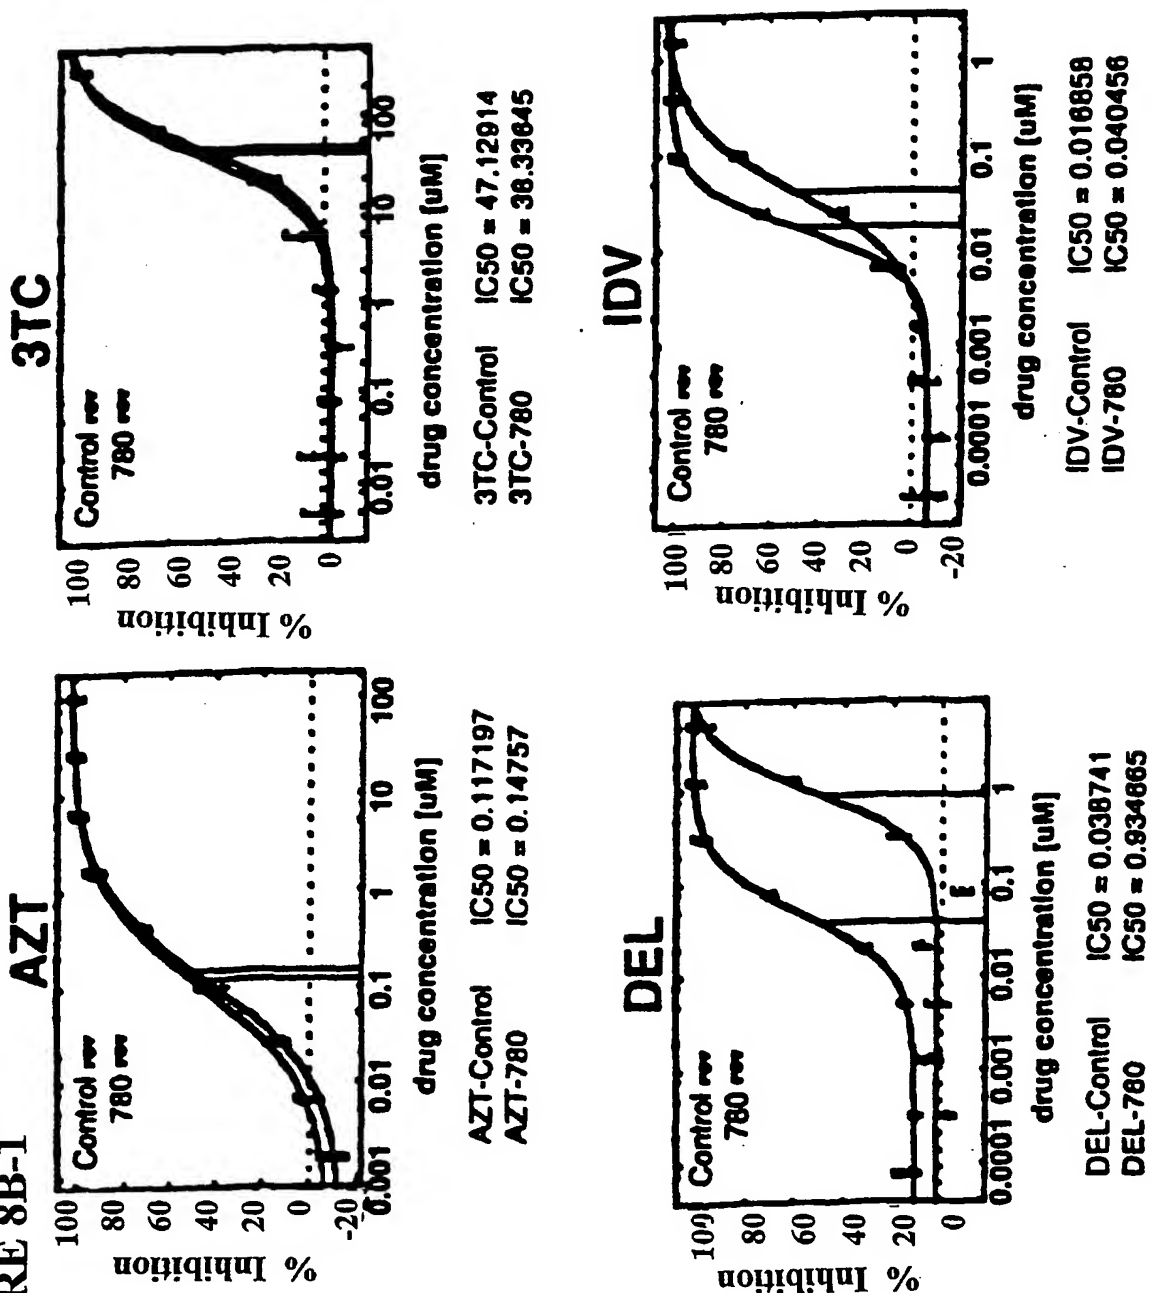 RE 8B-1
AZT
% Inhibition
100
80
60
40
20
0
-20
Control
780
0.001 0.01 0.1 1 10 100
drug concentration [uM]
AZT-Control IC50 = 0.117197
AZT-780 IC50 = 0.14757
3TC
% Inhibition
100
80
60
40
20
0
Control
780
0.01 0.1 1 10 100
drug concentration [uM]
3TC-Control IC50 = 47.12914
3TC-780 IC50 = 38.33645
DEL
% Inhibition
100
80
60
40
20
0
Control
780
0.0001 0.001 0.01 0.1 1
drug concentration [uM]
DEL-Control IC50 = 0.038741
DEL-780 IC50 = 0.934865
IDV
% Inhibition
100
80
60
40
20
0
-20
Control
780
0.0001 0.001 0.01 0.1 1
drug concentration [uM]
IDV-Control IC50 = 0.016858
IDV-780 IC50 = 0.040456